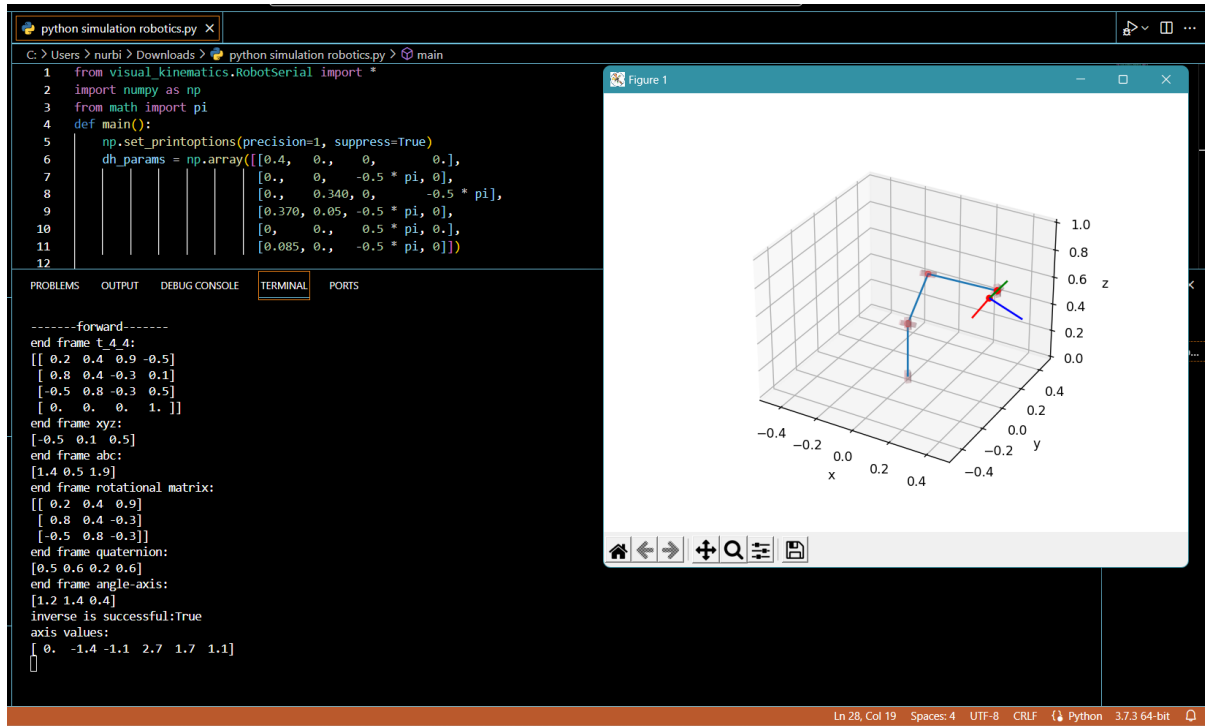 python simulation robotics.py
C: > Users > nurbi > Downloads > python simulation robotics.py > main
1 from visual_kinematics.RobotSerial import *
2 import numpy as np
3 from math import pi
4 def main():
5 np.set_printoptions(precision=1, suppress=True)
6 dh_params = np.array([[0.4, 0., 0, 0.],
7 [0., 0, -0.5 * pi, 0],
8 [0., 0.340, 0, -0.5 * pi],
9 [0.370, 0.05, -0.5 * pi, 0],
10 [0, 0., 0.5 * pi, 0.],
11 [0.085, 0., -0.5 * pi, 0]])
12
PROBLEMS OUTPUT DEBUG CONSOLE TERMINAL PORTS
-------forward-------
end frame t_4_4:
[[ 0.2 0.4 0.9 -0.5]
[ 0.8 0.4 -0.3 0.1]
[-0.5 0.8 -0.3 0.5]
[ 0. 0. 0. 1. ]]
end frame xyz:
[-0.5 0.1 0.5]
end frame abc:
[1.4 0.5 1.9]
end frame rotational matrix:
[[ 0.2 0.4 0.9]
[ 0.8 0.4 -0.3]
[-0.5 0.8 -0.3]]
end frame quaternion:
[0.5 0.6 0.2 0.6]
end frame angle-axis:
[1.2 1.4 0.4]
inverse is successful:True
axis values:
[ 0. -1.4 -1.1 2.7 1.7 1.1]
Figure 1
1.0
0.8
0.6
z
0.4
0.2
0.0
0.4
0.2
0.0
y
−0.2
−0.4
−0.4
−0.2
0.0
x
0.2
0.4
Ln 28, Col 19 Spaces: 4 UTF-8 CRLF Python 3.7.3 64-bit